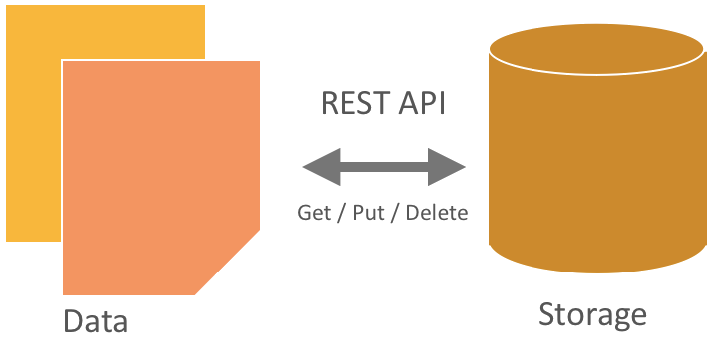 REST API
Get / Put / Delete
Data
Storage